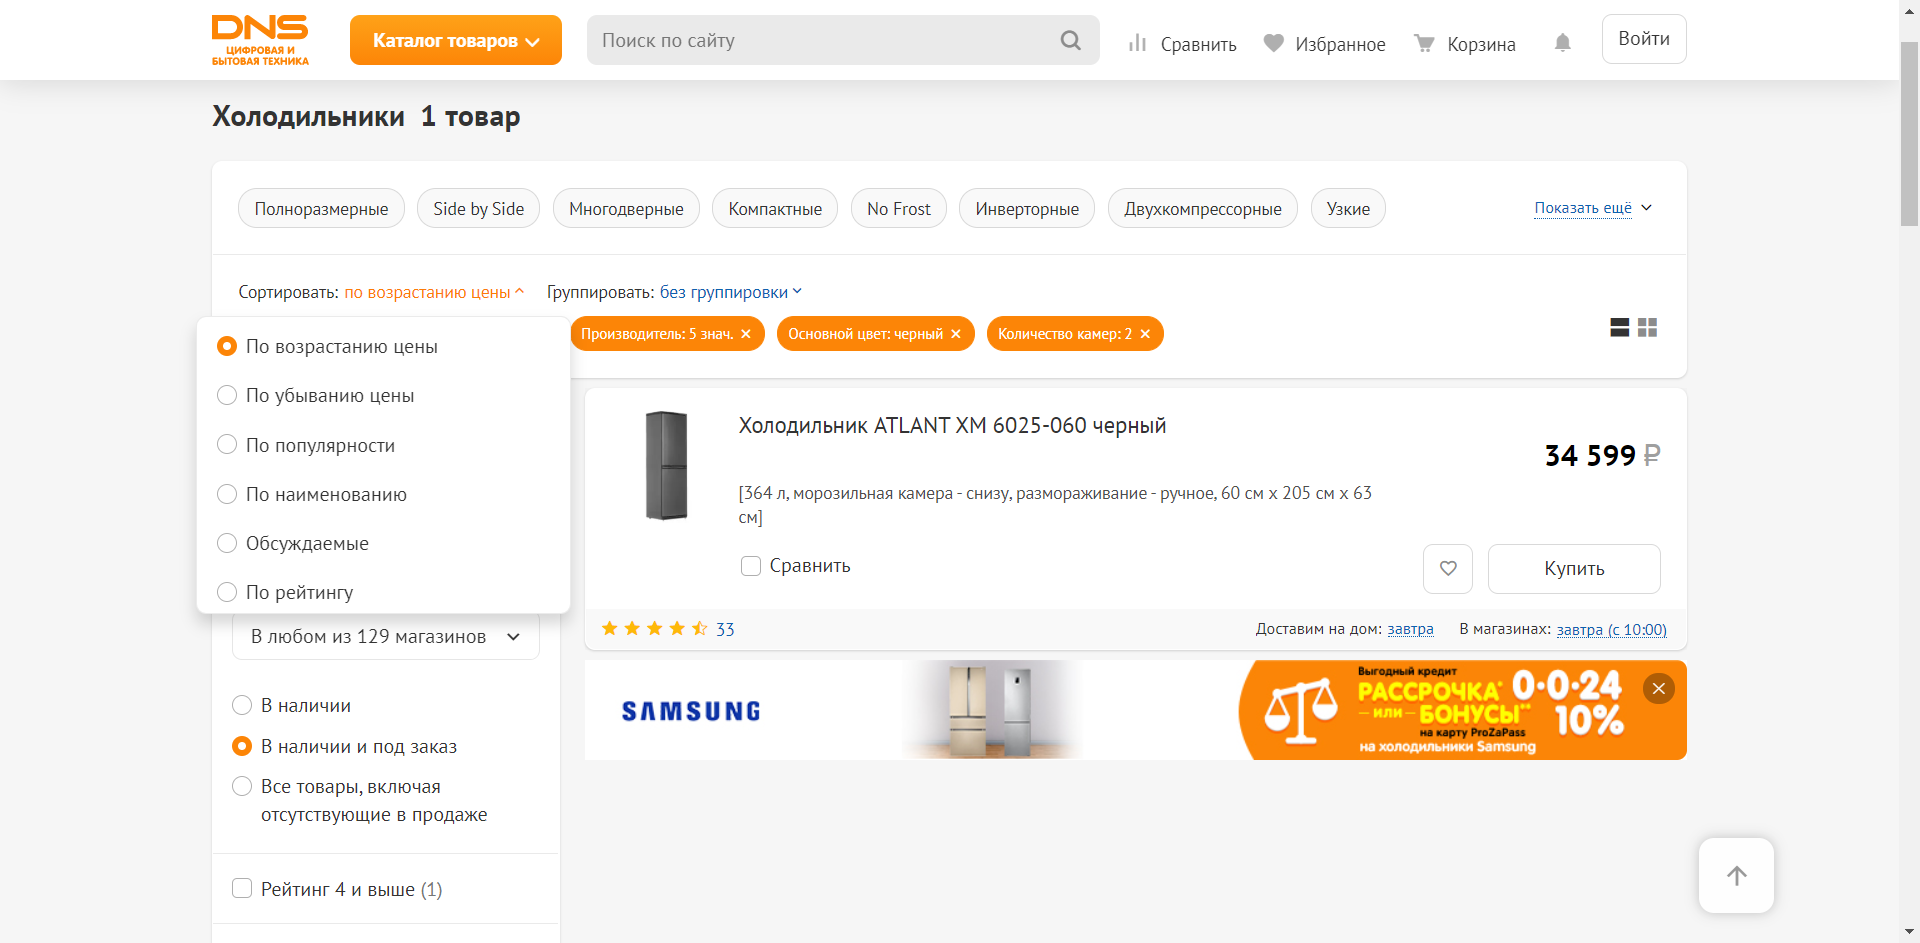 DNS
ЦИФРОВАЯ И
БЫТОВАЯ ТЕХНИКА
Каталог товаров
Поиск по сайту
Сравнить
Избранное
Корзина
Войти
Холодильники 1 товар
Полноразмерные
Side by Side
Многодверные
Компактные
No Frost
Инверторные
Двухкомпрессорные
Узкие
Показать ещё
Сортировать: по возрастанию цены
Группировать: без группировки
Производитель: 5 знач.
Основной цвет: черный
Количество камер: 2
По возрастанию цены
По убыванию цены
По популярности
По наименованию
Обсуждаемые
По рейтингу
В любом из 129 магазинов
В наличии
В наличии и под заказ
Все товары, включая
отсутствующие в продаже
Рейтинг 4 и выше (1)
Холодильник ATLANT ХМ 6025-060 черный
34 599 ₽
[364 л, морозильная камера - снизу, размораживание - ручное, 60 см x 205 см x 63
см]
Сравнить
Купить
33
Доставим на дом: завтра
В магазинах: завтра (с 10:00)
SAMSUNG
Выгодный кредит
РАССРОЧКА*
— или — БОНУСЫ**
на карту ProZaPass
0-0-24
10%
на холодильники Samsung